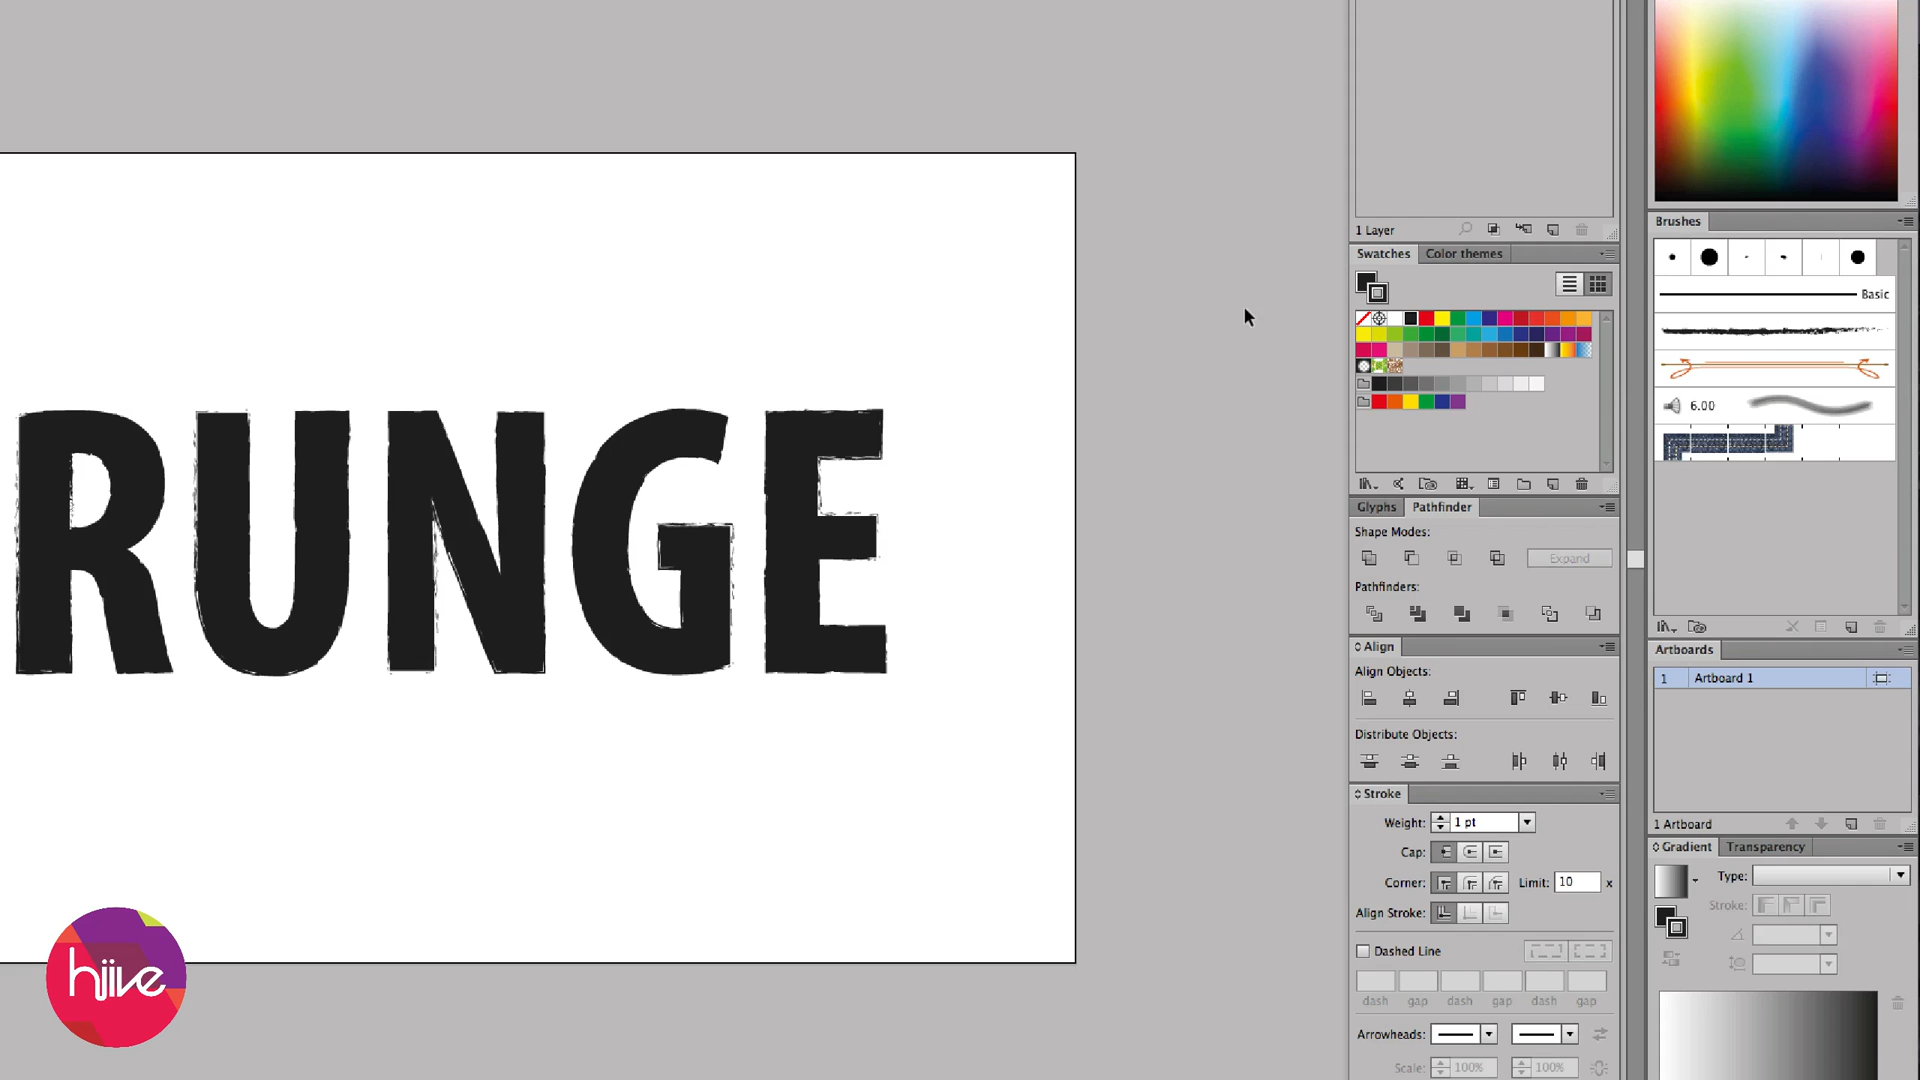 RUNGE
hiive
1 Layer
Swatches
Color themes
Glyphs
Pathfinder
Shape Modes:
Expand
Pathfinders:
Align
Align Objects:
Distribute Objects:
Stroke
Weight:
1 pt
Cap:
Corner:
Limit:
10
x
Align Stroke:
Dashed Line
dash
gap
dash
gap
dash
gap
Arrowheads:
Scale:
100%
100%
Brushes
Basic
6.00
Artboards
1
Artboard 1
1 Artboard
Gradient
Transparency
Type:
Stroke: